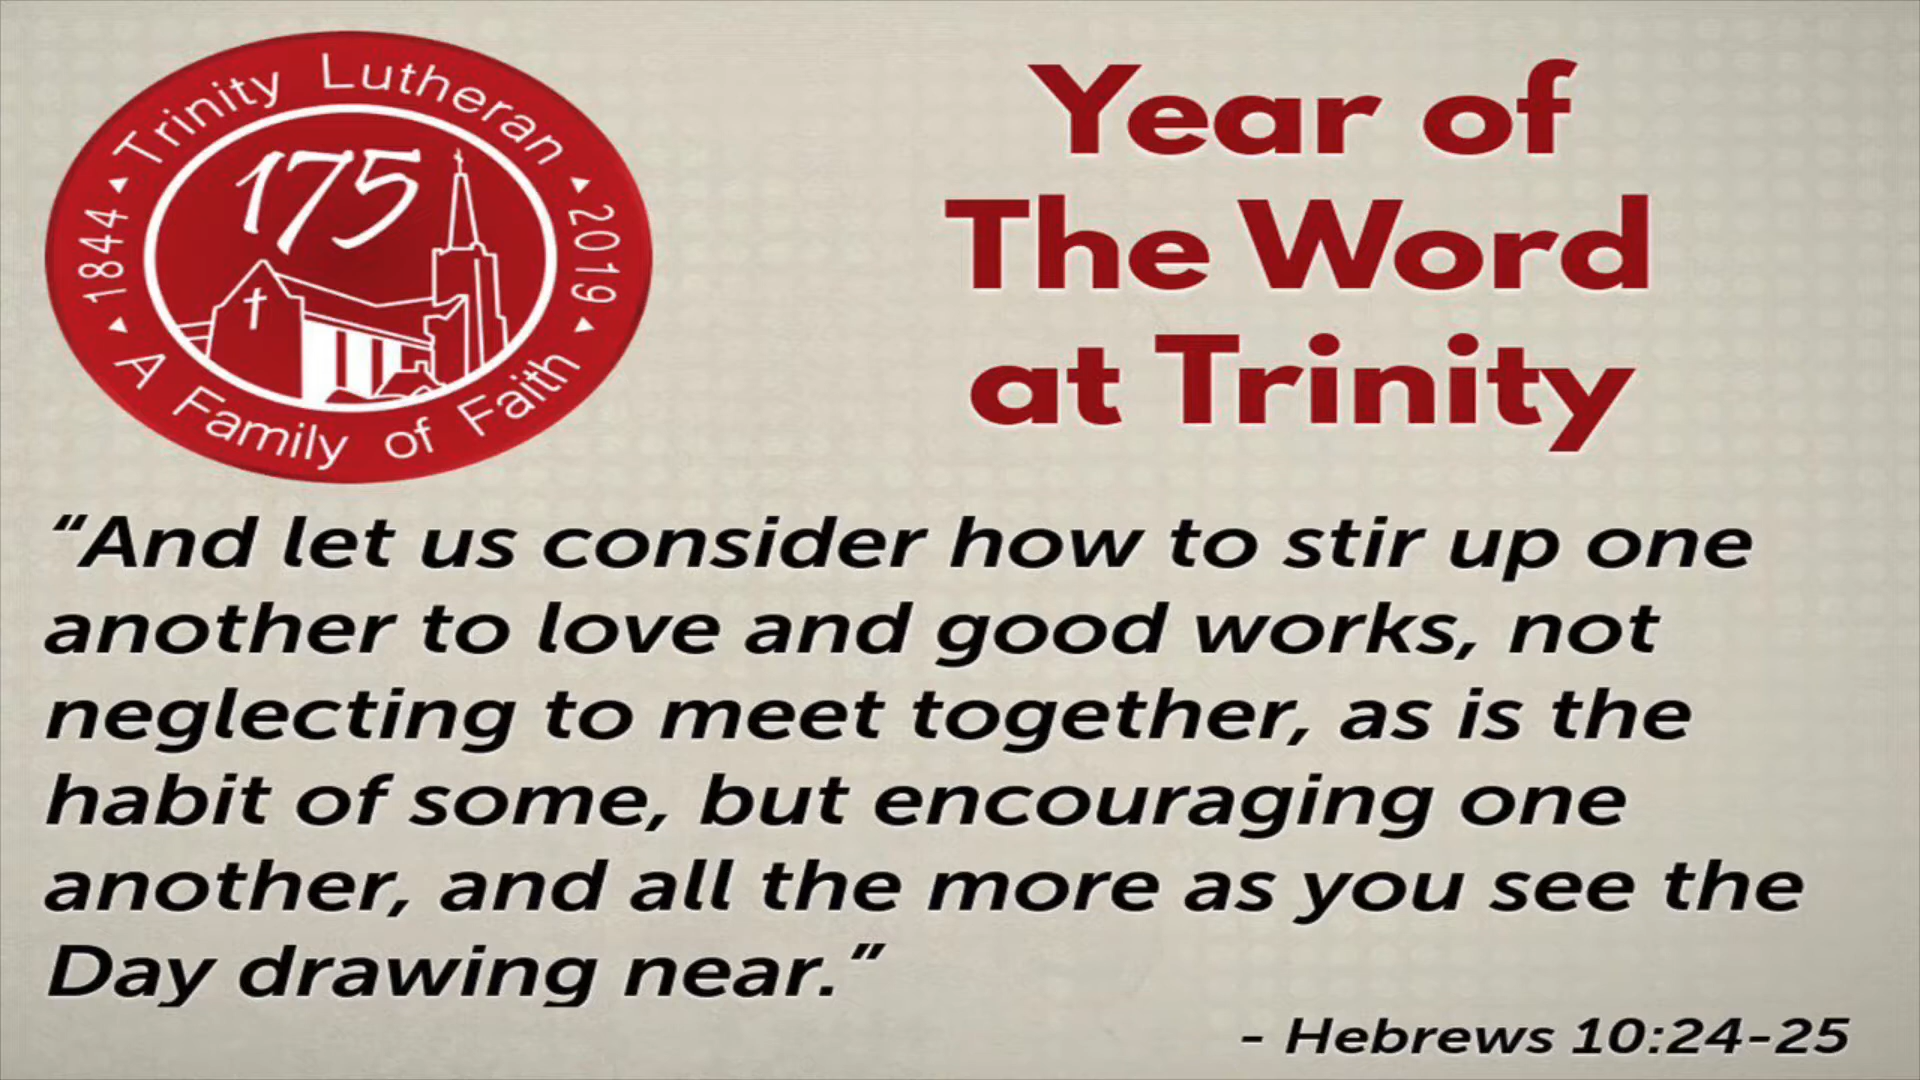 Trinity Lutheran
1844
2019
175
A Family of Faith
Year of
The Word
at Trinity
“And let us consider how to stir up one
another to love and good works, not
neglecting to meet together, as is the
habit of some, but encouraging one
another, and all the more as you see the
Day drawing near.”
- Hebrews 10:24-25